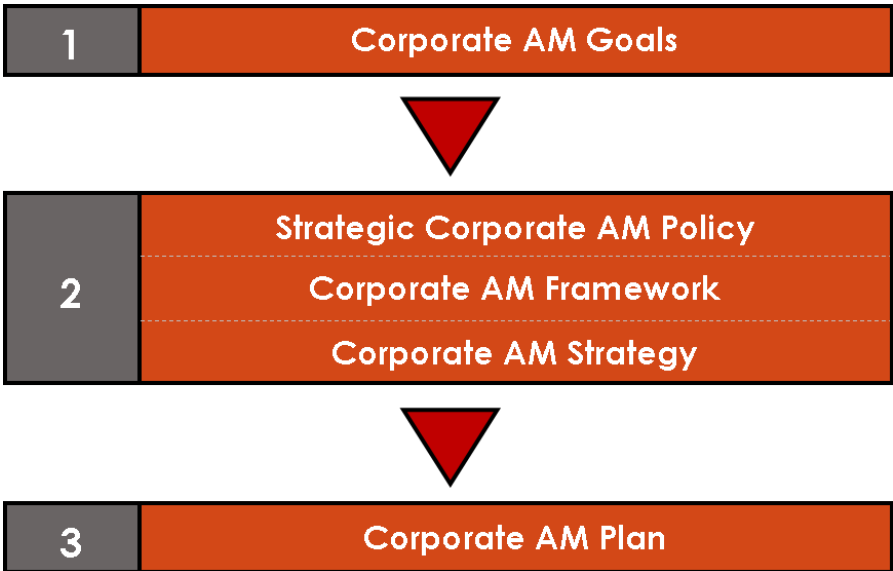 1
Corporate AM Goals
2
Strategic Corporate AM Policy
Corporate AM Framework
Corporate AM Strategy
3
Corporate AM Plan